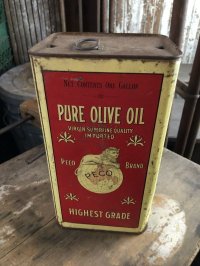 NET CONTENTS ONE GALLON
PURE OLIVE OIL
VIRGIN SUBLIME QUALITY
IMPORTED
PECO BRAND
PECO
HIGHEST GRADE